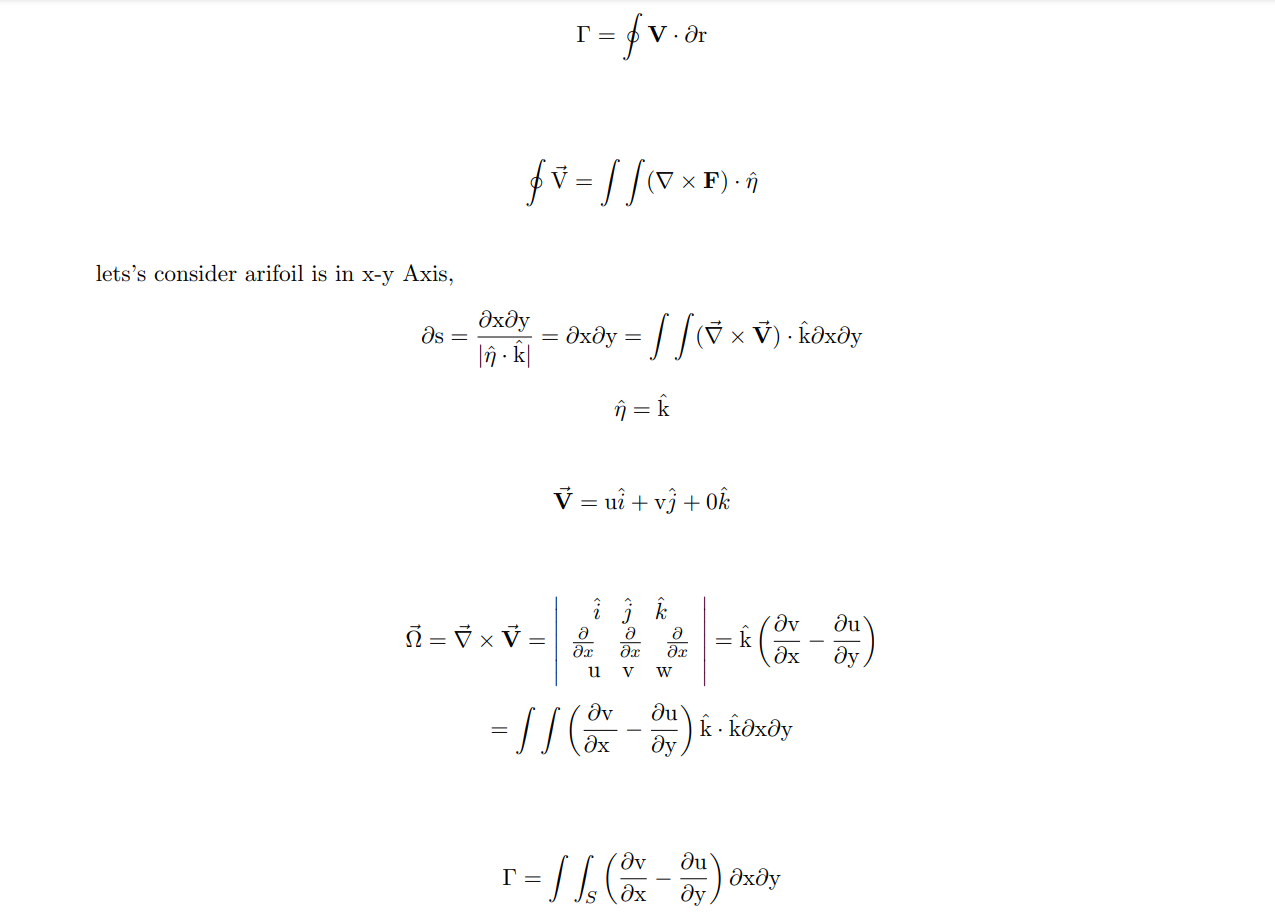 Γ = ∮ V · ∂r
∮ V⃗ = ∫ ∫ (∇ × F) · η̂
lets's consider arifoil is in x-y Axis,
∂s = ∂x∂y / |η̂ · k̂| = ∂x∂y = ∫ ∫ (∇⃗ × V⃗) · k̂∂x∂y
η̂ = k̂
V⃗ = uî + vĵ + 0k̂
Ω⃗ = ∇⃗ × V⃗ = | î ĵ k̂ ; ∂/∂x ∂/∂x ∂/∂x ; u v w | = k̂ (∂v/∂x − ∂u/∂y)
= ∫ ∫ (∂v/∂x − ∂u/∂y) k̂ · k̂∂x∂y
Γ = ∫ ∫_S (∂v/∂x − ∂u/∂y) ∂x∂y